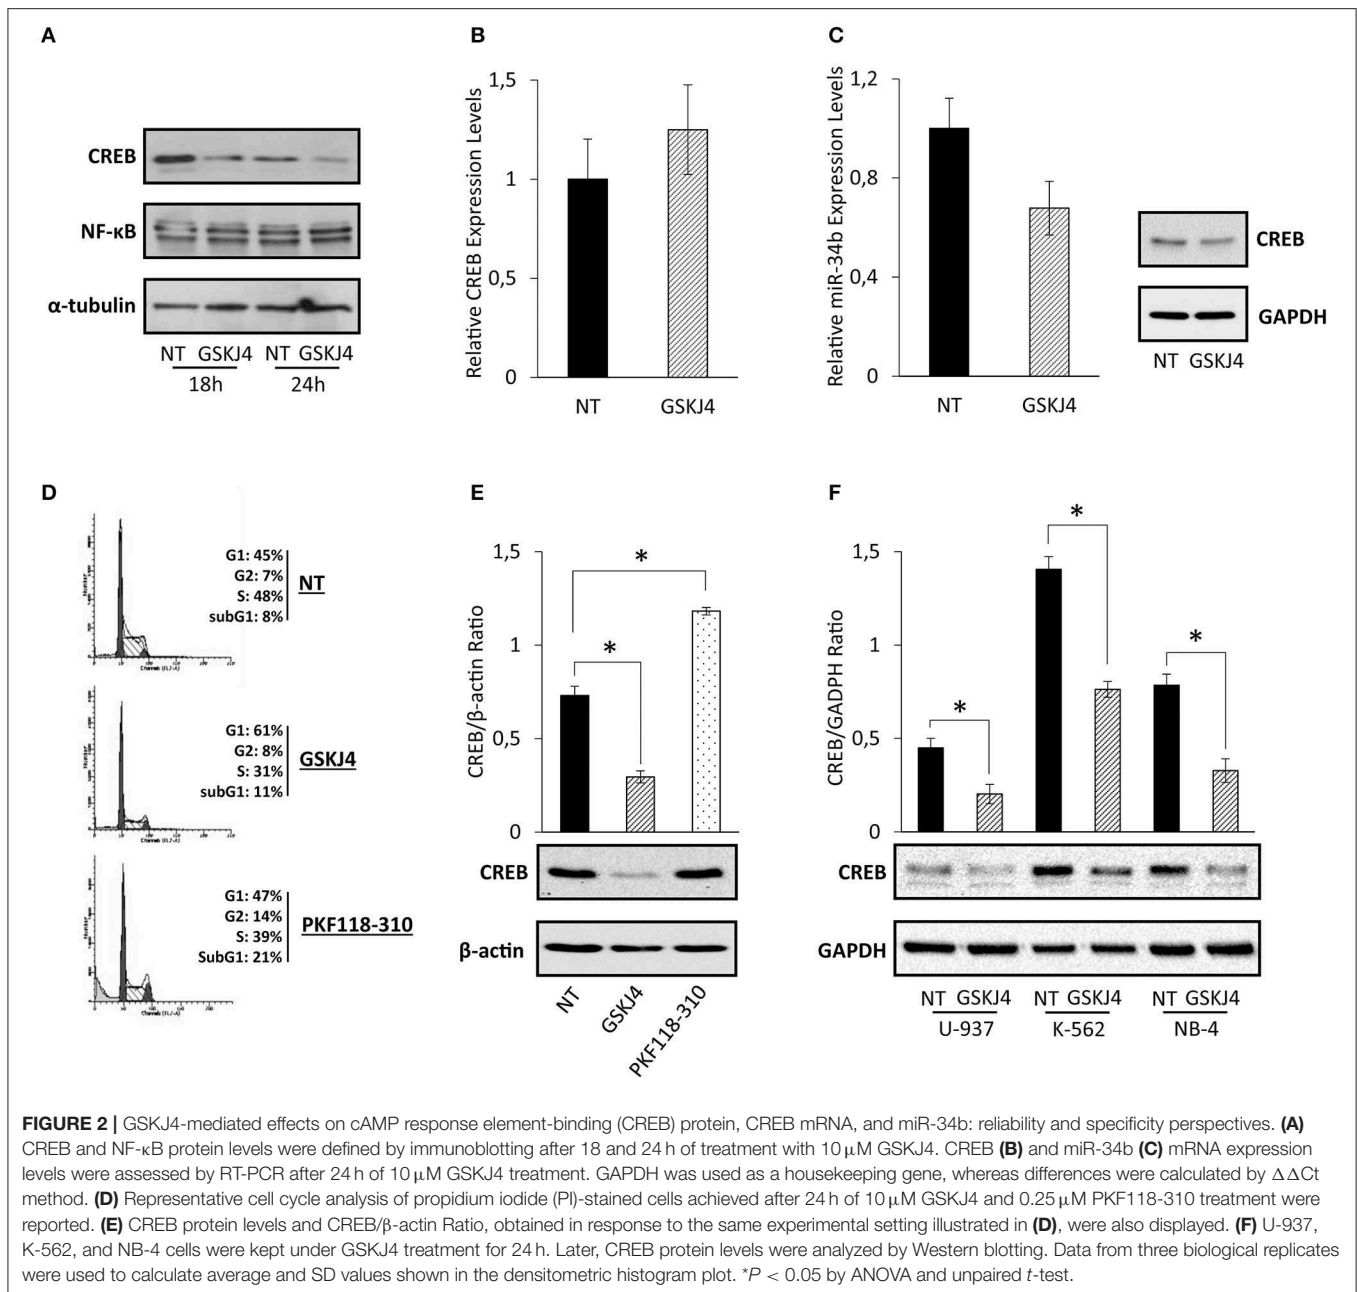 A
CREB
NF-κB
α-tubulin
NT GSKJ4 NT GSKJ4
18h 24h
B
Relative CREB Expression Levels
1,5
1
0,5
0
NT GSKJ4
C
Relative miR-34b Expression Levels
1,2
0,8
0,4
0
NT GSKJ4
CREB
GAPDH
NT GSKJ4
D
G1: 45%
G2: 7%
S: 48%
subG1: 8%
NT
G1: 61%
G2: 8%
S: 31%
subG1: 11%
GSKJ4
G1: 47%
G2: 14%
S: 39%
SubG1: 21%
PKF118-310
E
CREB/β-actin Ratio
1,5
1
0,5
0
*
*
CREB
β-actin
NT GSKJ4 PKF118-310
F
CREB/GADPH Ratio
1,5
1
0,5
0
*
*
*
CREB
GAPDH
NT GSKJ4 NT GSKJ4 NT GSKJ4
U-937 K-562 NB-4
FIGURE 2 | GSKJ4-mediated effects on cAMP response element-binding (CREB) protein, CREB mRNA, and miR-34b: reliability and specificity perspectives. (A)
CREB and NF-κB protein levels were defined by immunoblotting after 18 and 24 h of treatment with 10 μM GSKJ4. CREB (B) and miR-34b (C) mRNA expression
levels were assessed by RT-PCR after 24 h of 10 μM GSKJ4 treatment. GAPDH was used as a housekeeping gene, whereas differences were calculated by ΔΔCt
method. (D) Representative cell cycle analysis of propidium iodide (PI)-stained cells achieved after 24 h of 10 μM GSKJ4 and 0.25 μM PKF118-310 treatment were
reported. (E) CREB protein levels and CREB/β-actin Ratio, obtained in response to the same experimental setting illustrated in (D), were also displayed. (F) U-937,
K-562, and NB-4 cells were kept under GSKJ4 treatment for 24 h. Later, CREB protein levels were analyzed by Western blotting. Data from three biological replicates
were used to calculate average and SD values shown in the densitometric histogram plot. *P < 0.05 by ANOVA and unpaired t-test.